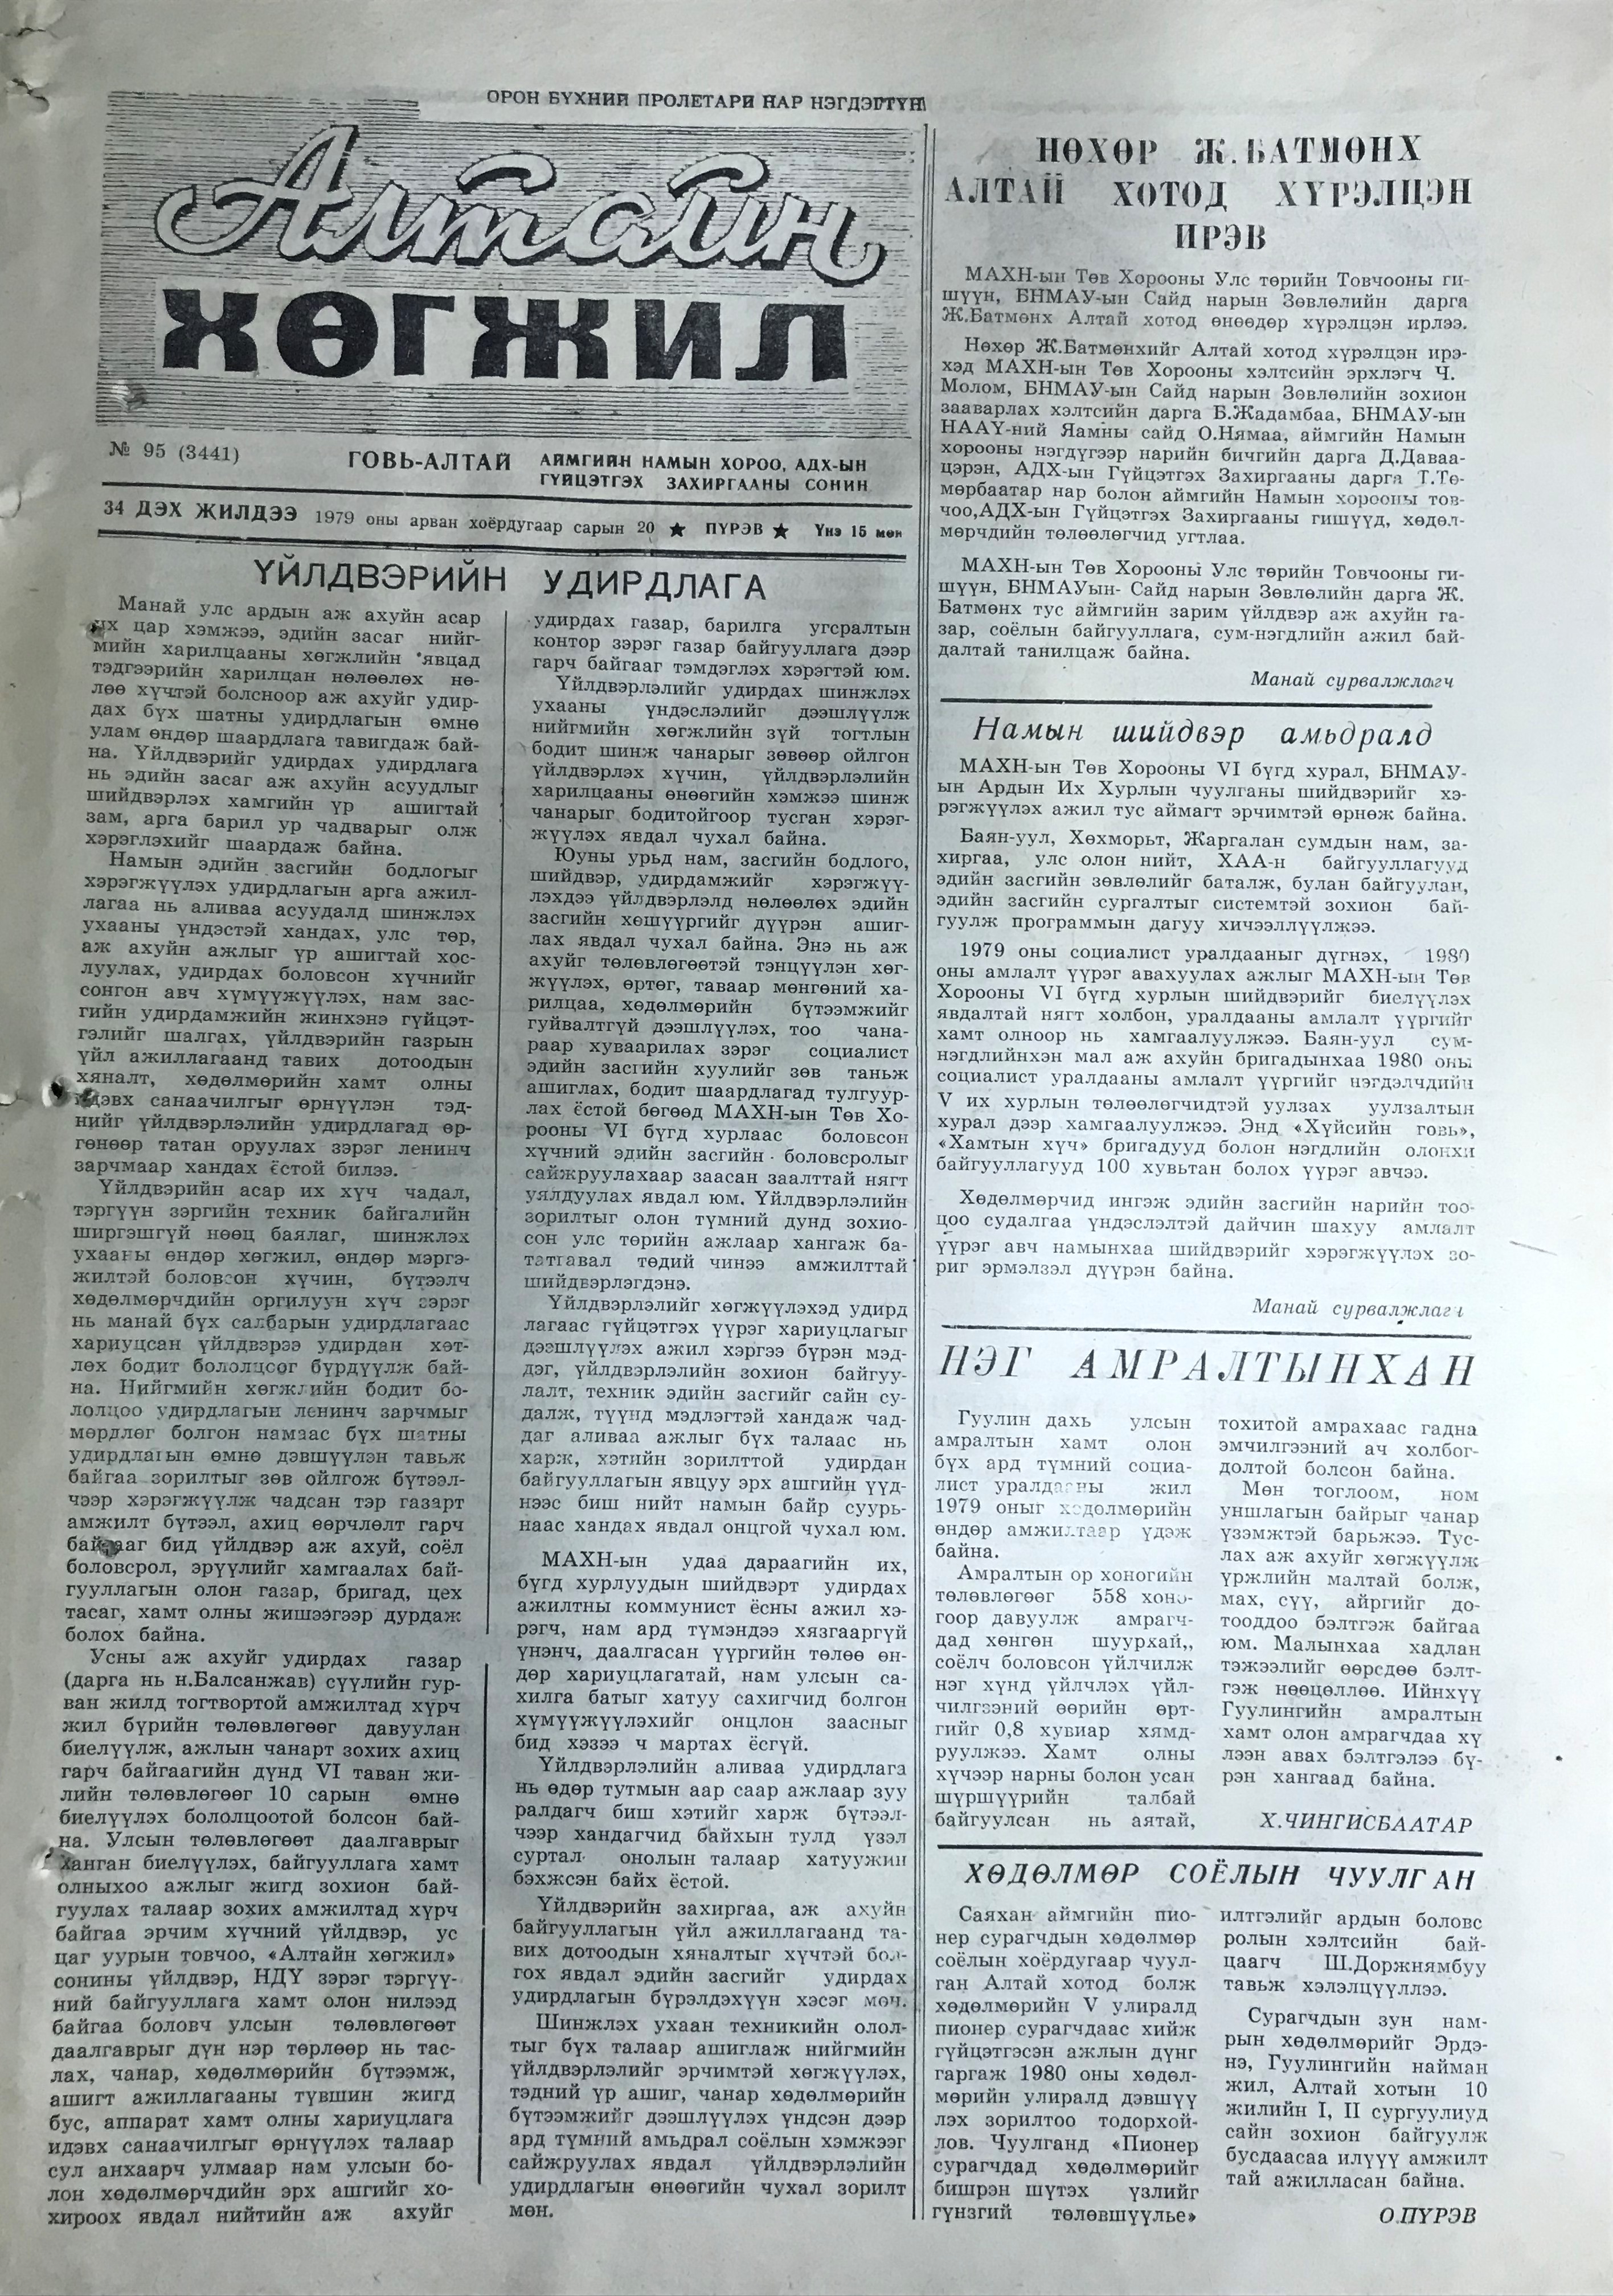 ОРОН БҮХНИЙ ПРОЛЕТАРИ НАР НЭГДЭГТҮН!
Алтайн
ХӨГЖИЛ
№ 95 (3441)
ГОВЬ-АЛТАЙ
АЙМГИЙН НАМЫН ХОРОО, АДХ-ЫН
ГҮЙЦЭТГЭХ ЗАХИРГААНЫ СОНИН
34 ДЭХ ЖИЛДЭЭ 1979 оны арван хоёрдугаар сарын 20 ★ ПҮРЭВ ★ Үнэ 15 мөн
ҮЙЛДВЭРИЙН УДИРДЛАГА
Манай улс ардын аж ахуйн асар
их цар хэмжээ, эдийн засаг нийг-
мийн харилцааны хөгжлийн явцад
тэдгээрийн харилцан нөлөөлөх нө-
лөө хүчтэй болсноор аж ахуйг удир-
дах бүх шатны удирдлагын өмнө
улам өндөр шаардлага тавигдаж бай-
на. Үйлдвэрийг удирдах удирдлага
нь эдийн засаг аж ахуйн асуудлыг
шийдвэрлэх хамгийн үр ашигтай
зам, арга барил ур чадварыг олж
хэрэглэхийг шаардаж байна.
Намын эдийн засгийн бодлогыг
хэрэгжүүлэх удирдлагын арга ажил-
лагаа нь аливаа асуудалд шинжлэх
ухааны үндэстэй хандах, улс төр,
аж ахуйн ажлыг үр ашигтай хос-
луулах, удирдах боловсон хүчнийг
сонгон авч хүмүүжүүлэх, нам зас-
гийн удирдамжийн жинхэнэ гүйцэт-
гэлийг шалгах, үйлдвэрийн газрын
үйл ажиллагаанд тавих дотоодын
хяналт, хөдөлмөрийн хамт олны
идэвх санаачилгыг өрнүүлэн тэд-
нийг үйлдвэрлэлийн удирдлагад өр-
гөнөөр татан оруулах зэрэг ленинч
зарчмаар хандах ёстой билээ.
Үйлдвэрийн асар их хүч чадал,
тэргүүн зэргийн техник байгалийн
ширгэшгүй нөөц баялаг, шинжлэх
ухааны өндөр хөгжил, өндөр мэргэ-
жилтэй боловсон хүчин, бүтээлч
хөдөлмөрчдийн оргилуун хүч зэрэг
нь манай бүх салбарын удирдлагаас
хариуцсан үйлдвэрээ удирдан хөт-
лөх бодит бололцоог бүрдүүлж бай-
на. Нийгмийн хөгжлийн бодит бо-
лолцоо удирдлагын ленинч зарчмыг
мөрдлөг болгон намаас бүх шатны
удирдлагын өмнө дэвшүүлэн тавьж
байгаа зорилтыг зөв ойлгож бүтээл-
чээр хэрэгжүүлж чадсан тэр газарт
амжилт бүтээл, ахиц өөрчлөлт гарч
байдааг бид үйлдвэр аж ахуй, соёл
боловсрол, эрүүлийг хамгаалах бай-
гууллагын олон газар, бригад, цех
тасаг, хамт олны жишээгээр дурдаж
болох байна.
Усны аж ахуйг удирдах газар
(дарга нь н.Балсанжав) сүүлийн гур-
ван жилд тогтвортой амжилтад хүрч
жил бүрийн төлөвлөгөөг давуулан
биелүүлж, ажлын чанарт зохих ахиц
гарч байгаагийн дүнд VI таван жи-
лийн төлөвлөгөөг 10 сарын өмнө
биелүүлэх бололцоотой болсон бай-
на. Улсын төлөвлөгөөт даалгаврыг
ханган биелүүлэх, байгууллага хамт
олныхоо ажлыг жигд зохион бай-
гуулах талаар зохих амжилтад хүрч
байгаа эрчим хүчний үйлдвэр, ус
цаг уурын товчоо, «Алтайн хөгжил»
сонины үйлдвэр, НДҮ зэрэг тэргүү-
ний байгууллага хамт олон нилээд
байгаа боловч улсын төлөвлөгөөт
даалгаврыг дүн нэр төрлөөр нь тас-
лах, чанар, хөдөлмөрийн бүтээмж,
ашигт ажиллагааны түвшин жигд
бус, аппарат хамт олны хариуцлага
идэвх санаачилгыг өрнүүлэх талаар
сул анхаарч улмаар нам улсын бо-
лон хөдөлмөрчдийн эрх ашгийг хо-
хироох явдал нийтийн аж ахуйг
удирдах газар, барилга угсралтын
контор зэрэг газар байгууллага дээр
гарч байгааг тэмдэглэх хэрэгтэй юм.
Үйлдвэрлэлийг удирдах шинжлэх
ухааны үндэслэлийг дээшлүүлж
нийгмийн хөгжлийн зүй тогтлын
бодит шинж чанарыг зөвөөр ойлгон
үйлдвэрлэх хүчин, үйлдвэрлэлийн
харилцааны өнөөгийн хэмжээ шинж
чанарыг бодитойгоор тусган хэрэг-
жүүлэх явдал чухал байна.
Юуны урьд нам, засгийн бодлого,
шийдвэр, удирдамжийг хэрэгжүү-
лэхдээ үйлдвэрлэлд нөлөөлөх эдийн
засгийн хөшүүргийг дүүрэн ашиг-
лах явдал чухал байна. Энэ нь аж
ахуйг төлөвлөгөөтэй тэнцүүлэн хөг-
жүүлэх, өртөг, таваар мөнгөний ха-
рилцаа, хөдөлмөрийн бүтээмжийг
гуйвалтгүй дээшлүүлэх, тоо чана-
раар хуваарилах зэрэг социалист
эдийн засгийн хуулийг зөв таньж
ашиглах, бодит шаардлагад тулгуур-
лах ёстой бөгөөд МАХН-ын Төв Хо-
рооны VI бүгд хурлаас боловсон
хүчний эдийн засгийн боловсролыг
сайжруулахаар заасан заалттай нягт
уялдуулах явдал юм. Үйлдвэрлэлийн
зорилтыг олон түмний дунд зохио-
сон улс төрийн ажлаар хангаж ба-
татгавал төдий чинээ амжилттай
шийдвэрлэгдэнэ.
Үйлдвэрлэлийг хөгжүүлэхэд удирд
лагаас гүйцэтгэх үүрэг хариуцлагыг
дээшлүүлэх ажил хэргээ бүрэн мэд-
дэг, үйлдвэрлэлийн зохион байгуу-
лалт, техник эдийн засгийг сайн су-
далж, түүнд мэдлэгтэй хандаж чад-
даг аливаа ажлыг бүх талаас нь
харж, хэтийн зорилттой удирдан
байгууллагын явцуу эрх ашгийн үүд-
нээс биш нийт намын байр суурь-
наас хандах явдал онцгой чухал юм.
МАХН-ын удаа дараагийн их,
бүгд хурлуудын шийдвэрт удирдах
ажилтны коммунист ёсны ажил хэ-
рэгч, нам ард түмэндээ хязгааргүй
үнэнч, даалгасан үүргийн төлөө өн-
дөр хариуцлагатай, нам улсын са-
хилга батыг хатуу сахигчид болгон
хүмүүжүүлэхийг онцлон заасныг
бид хэзээ ч мартах ёсгүй.
Үйлдвэрлэлийн аливаа удирдлага
нь өдөр тутмын аар саар ажлаар зуу
ралдагч биш хэтийг харж бүтээл-
чээр хандагчид байхын тулд үзэл
суртал онолын талаар хатуужин
бэхжсэн байх ёстой.
Үйлдвэрийн захиргаа, аж ахуйн
байгууллагын үйл ажиллагаанд та-
вих дотоодын хяналтыг хүчтэй бол-
гох явдал эдийн засгийг удирдах
удирдлагын бүрэлдэхүүн хэсэг мөн.
Шинжлэх ухаан техникийн олол-
тыг бүх талаар ашиглаж нийгмийн
үйлдвэрлэлийг эрчимтэй хөгжүүлэх,
тэдний үр ашиг, чанар хөдөлмөрийн
бүтээмжийг дээшлүүлэх үндсэн дээр
ард түмний амьдрал соёлын хэмжээг
сайжруулах явдал үйлдвэрлэлийн
удирдлагын өнөөгийн чухал зорилт
мөн.
НӨХӨР Ж.БАТМӨНХ
АЛТАЙ ХОТОД ХҮРЭЛЦЭН
ИРЭВ
МАХН-ын Төв Хорооны Улс төрийн Товчооны ги-
шүүн, БНМАУ-ын Сайд нарын Зөвлөлийн дарга
Ж.Батмөнх Алтай хотод өнөөдөр хүрэлцэн ирлээ.
Нөхөр Ж.Батмөнхийг Алтай хотод хүрэлцэн ирэ-
хэд МАХН-ын Төв Хорооны хэлтсийн эрхлэгч Ч.
Молом, БНМАУ-ын Сайд нарын Зөвлөлийн зохион
зааварлах хэлтсийн дарга Б.Жадамбаа, БНМАУ-ын
НААҮ-ний Яамны сайд О.Нямаа, аймгийн Намын
хорооны нэгдүгээр нарийн бичгийн дарга Д.Даваа-
цэрэн, АДХ-ын Гүйцэтгэх Захиргааны дарга Т.Тө-
мөрбаатар нар болон аймгийн Намын хорооны тов-
чоо,АДХ-ын Гүйцэтгэх Захиргааны гишүүд, хөдөл-
мөрчдийн төлөөлөгчид угтлаа.
МАХН-ын Төв Хорооны Улс төрийн Товчооны ги-
шүүн, БНМАУын- Сайд нарын Зөвлөлийн дарга Ж.
Батмөнх тус аймгийн зарим үйлдвэр аж ахуйн га-
зар, соёлын байгууллага, сум-нэгдлийн ажил бай-
далтай танилцаж байна.
Манай сурвалжлагч
Намын шийдвэр амьдралд
МАХН-ын Төв Хорооны VI бүгд хурал, БНМАУ-
ын Ардын Их Хурлын чуулганы шийдвэрийг хэ-
рэгжүүлэх ажил тус аймагт эрчимтэй өрнөж байна.
Баян-уул, Хөхморьт, Жаргалан сумдын нам, за-
хиргаа, улс олон нийт, ХАА-н байгууллагууд
эдийн засгийн зөвлөлийг баталж, булан байгуулан,
эдийн засгийн сургалтыг системтэй зохион бай-
гуулж программын дагуу хичээллүүлжээ.
1979 оны социалист уралдааныг дүгнэх, 1980
оны амлалт үүрэг авахуулах ажлыг МАХН-ын Төв
Хорооны VI бүгд хурлын шийдвэрийг биелүүлэх
явдалтай нягт холбон, уралдааны амлалт үүргийг
хамт олноор нь хамгаалуулжээ. Баян-уул сум-
нэгдлийнхэн мал аж ахуйн бригадынхаа 1980 оны
социалист уралдааны амлалт үүргийг нэгдэлчдийн
V их хурлын төлөөлөгчидтэй уулзах уулзалтын
хурал дээр хамгаалуулжээ. Энд «Хүйсийн говь»,
«Хамтын хүч» бригадууд болон нэгдлийн олонхи
байгууллагууд 100 хувьтан болох үүрэг авчээ.
Хөдөлмөрчид ингэж эдийн засгийн нарийн тоо-
цоо судалгаа үндэслэлтэй дайчин шахуу амлалт
үүрэг авч намынхаа шийдвэрийг хэрэгжүүлэх зо-
риг эрмэлзэл дүүрэн байна.
Манай сурвалжлагч
НЭГ АМРАЛТЫНХАН
Гуулин дахь улсын
амралтын хамт олон
бүх ард түмний социа-
лист уралдааны жил
1979 оныг хөдөлмөрийн
өндөр амжилтаар үдэж
байна.
Амралтын ор хоногийн
төлөвлөгөөг 558 хоно-
гоор давуулж амрагч-
дад хөнгөн шуурхай,,
соёлч боловсон үйлчилж
нэг хүнд үйлчлэх үйл-
чилгээний өөрийн өрт-
гийг 0,8 хувиар хямд-
руулжээ. Хамт олны
хүчээр нарны болон усан
шүршүүрийн талбай
байгуулсан нь аятай,
тохитой амрахаас гадна
эмчилгээний ач холбог-
долтой болсон байна.
Мөн тоглоом, ном
уншлагын байрыг чанар
үзэмжтэй барьжээ. Тус-
лах аж ахуйг хөгжүүлж
үржлийн малтай болж,
мах, сүү, айргийг до-
тооддоо бэлтгэж байгаа
юм. Малынхаа хадлан
тэжээлийг өөрсдөө бэлт-
гэж нөөцөллөө. Ийнхүү
Гуулингийн амралтын
хамт олон амрагчдаа хү
лээн авах бэлтгэлээ бү-
рэн хангаад байна.
Х.ЧИНГИСБААТАР
ХӨДӨЛМӨР СОЁЛЫН ЧУУЛГАН
Саяхан аймгийн пио-
нер сурагчдын хөдөлмөр
соёлын хоёрдугаар чуул-
ган Алтай хотод болж
хөдөлмөрийн V улиралд
пионер сурагчдаас хийж
гүйцэтгэсэн ажлын дүнг
гаргаж 1980 оны хөдөл-
мөрийн улиралд дэвшүү
лэх зорилтоо тодорхой-
лов. Чуулганд «Пионер
сурагчдад хөдөлмөрийг
бишрэн шүтэх үзлийг
гүнзгий төлөвшүүлье»
илтгэлийг ардын боловс
ролын хэлтсийн бай-
цаагч Ш.Доржнямбуу
тавьж хэлэлцүүллээ.
Сурагчдын зун нам-
рын хөдөлмөрийг Эрдэ-
нэ, Гуулингийн найман
жил, Алтай хотын 10
жилийн I, II сургуулиуд
сайн зохион байгуулж
бусдаасаа илүүү амжилт
тай ажилласан байна.
О.ПҮРЭВ